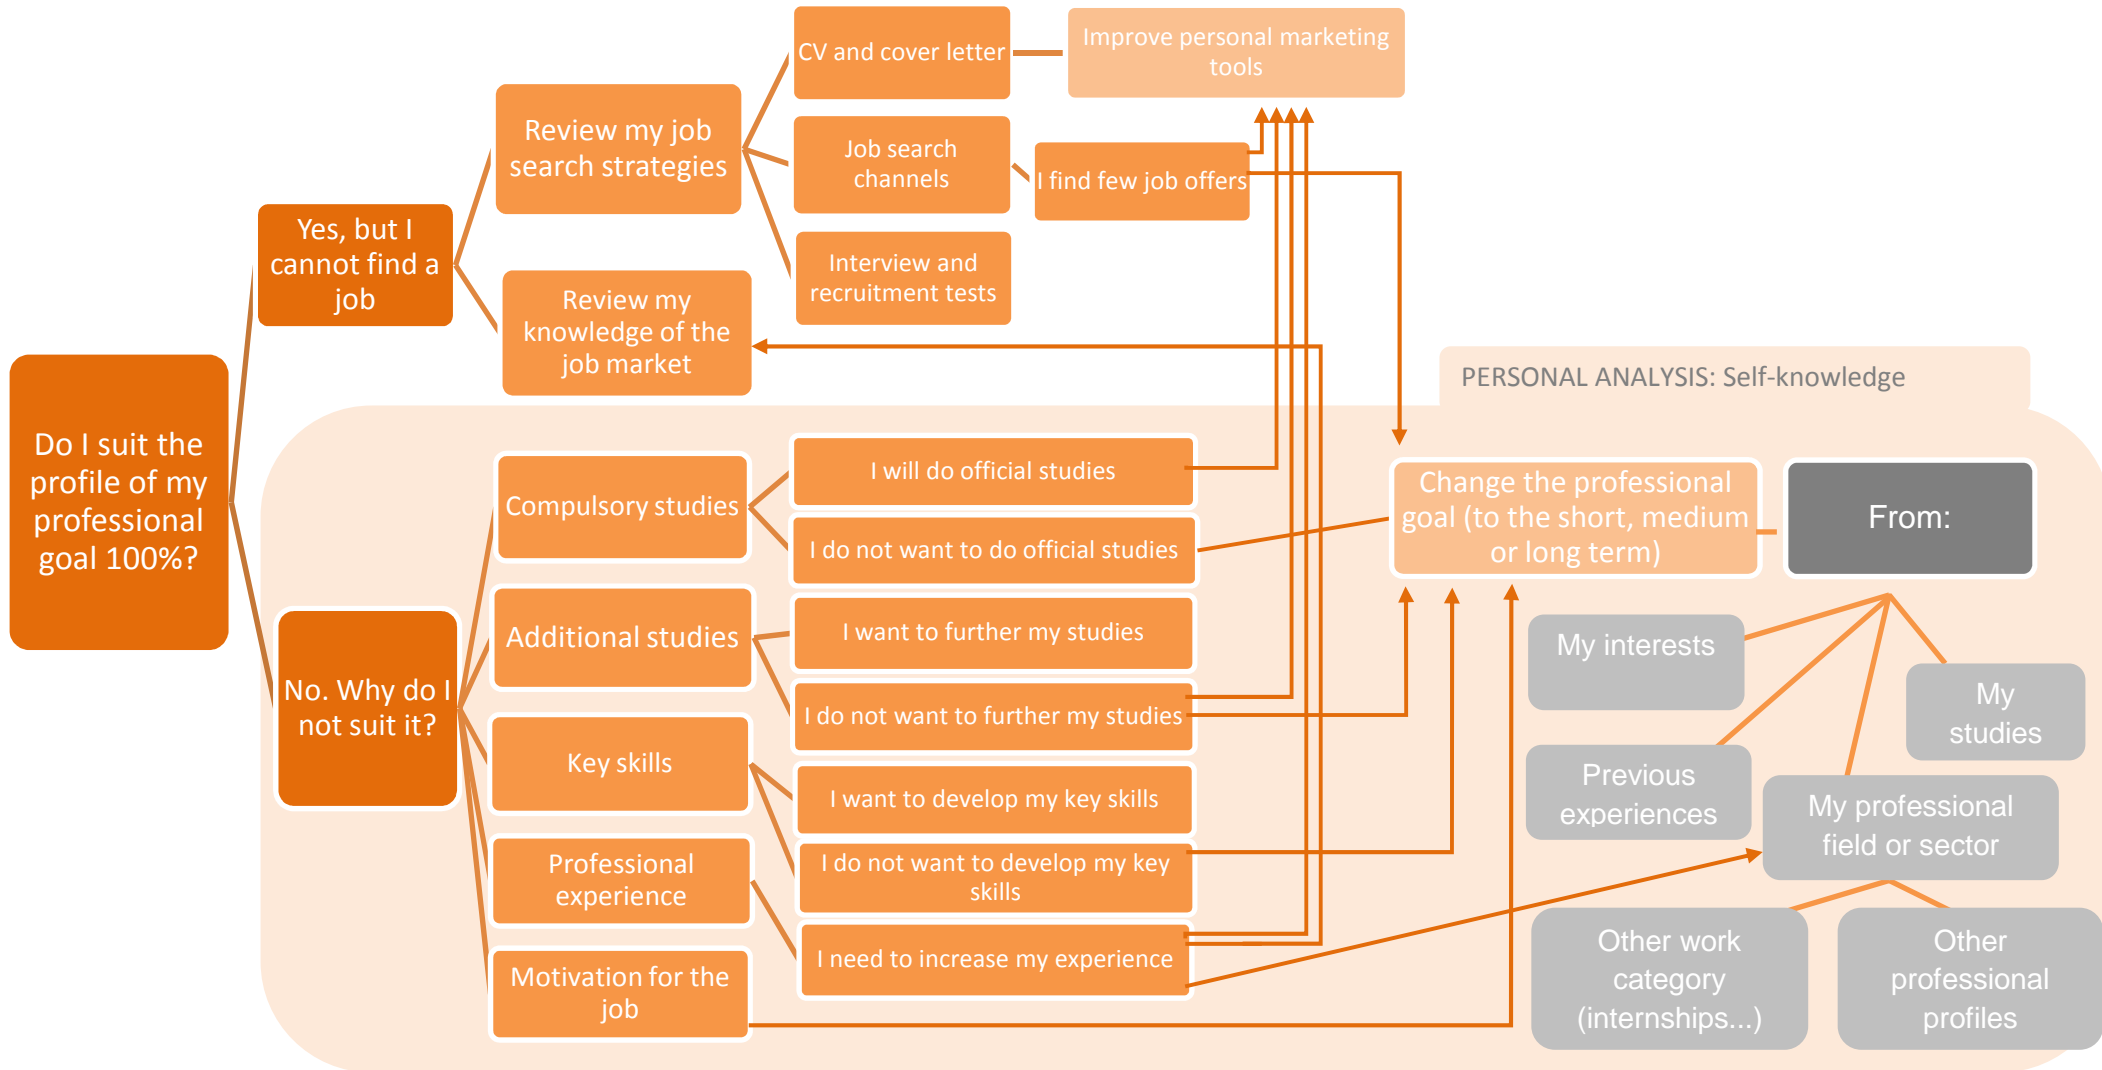 CV and cover letter
Improve personal marketing
tools
Review my job
search strategies
Job search
channels
I find few job offers
Yes, but I
cannot find a
job
Interview and
recruitment tests
Review my
knowledge of the
job market
PERSONAL ANALYSIS: Self-knowledge
Do I suit the
profile of my
professional
goal 100%?
Compulsory studies
I will do official studies
I do not want to do official studies
Change the professional
goal (to the short, medium
or long term)
From:
Additional studies
I want to further my studies
I do not want to further my studies
No. Why do I
not suit it?
Key skills
I want to develop my key skills
I do not want to develop my key
skills
Professional
experience
I need to increase my experience
Motivation for the
job
My interests
My
studies
Previous
experiences
My professional
field or sector
Other work
category
(internships...)
Other
professional
profiles